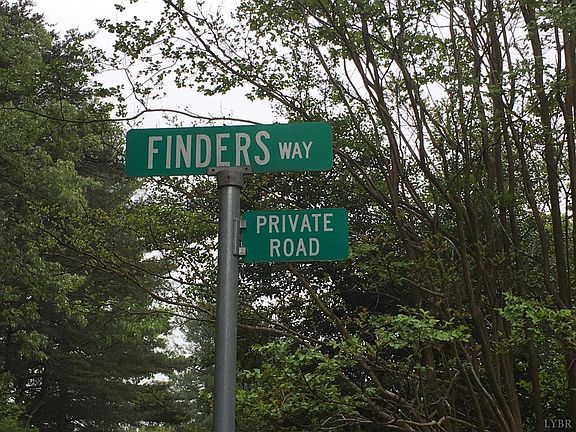 FINDERS WAY
PRIVATE
ROAD
LYBR